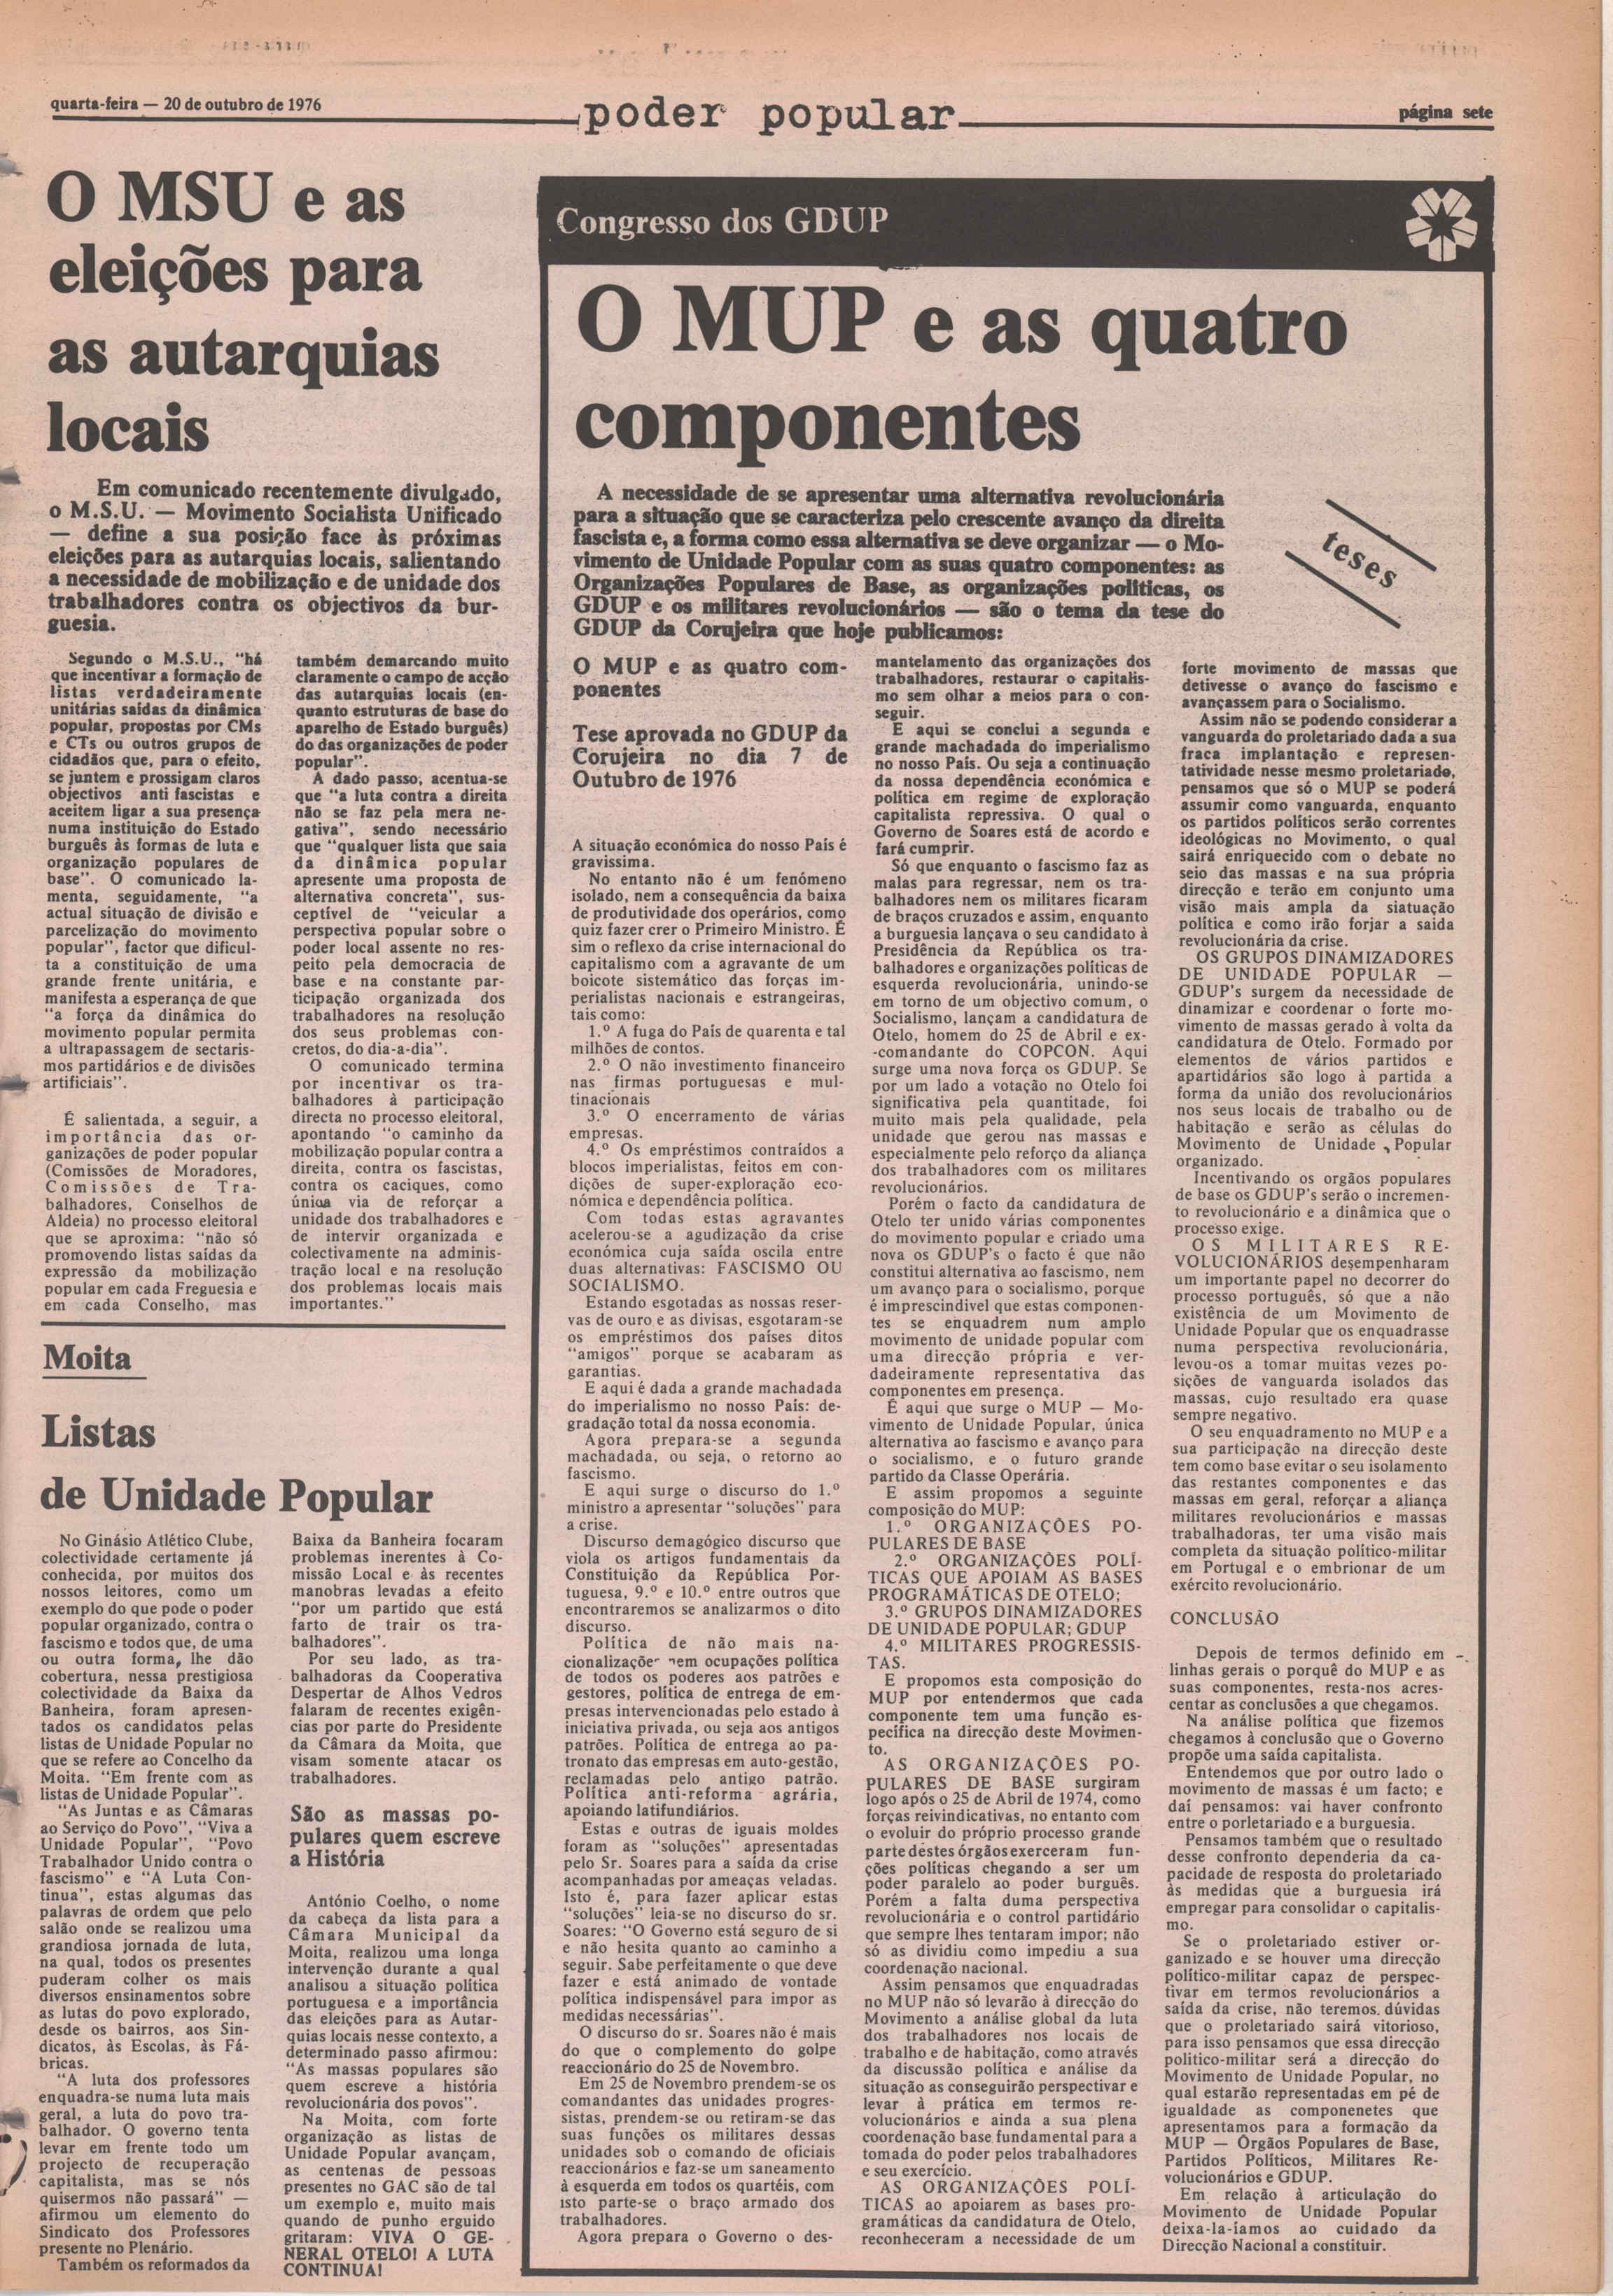 quarta-feira — 20 de outubro de 1976
poder popular
página sete
O MSU e as
eleições para
as autarquias
locais
Em comunicado recentemente divulgado,
o M.S.U. — Movimento Socialista Unificado
— define a sua posição face às próximas
eleições para as autarquias locais, salientando
a necessidade de mobilização e de unidade dos
trabalhadores contra os objectivos da bur-
guesia.
Segundo o M.S.U., "há
que incentivar a formação de
listas verdadeiramente
unitárias saídas da dinâmica
popular, propostas por CMs
e CTs ou outros grupos de
cidadãos que, para o efeito,
se juntem e prossigam claros
objectivos anti fascistas e
aceitem ligar a sua presença
numa instituição do Estado
burguês às formas de luta e
organização populares de
base". O comunicado la-
menta, seguidamente, "a
actual situação de divisão e
parcelização do movimento
popular", factor que dificul-
ta a constituição de uma
grande frente unitária, e
manifesta a esperança de que
"a força da dinâmica do
movimento popular permita
a ultrapassagem de sectaris-
mos partidários e de divisões
artificiais".
É salientada, a seguir, a
importância das or-
ganizações de poder popular
(Comissões de Moradores,
Comissões de Tra-
balhadores, Conselhos de
Aldeia) no processo eleitoral
que se aproxima: "não só
promovendo listas saídas da
expressão da mobilização
popular em cada Freguesia e
em cada Conselho, mas
também demarcando muito
claramente o campo de acção
das autarquias locais (en-
quanto estruturas de base do
aparelho de Estado burguês)
do das organizações de poder
popular".
A dado passo, acentua-se
que "a luta contra a direita
não se faz pela mera ne-
gativa", sendo necessário
que "qualquer lista que saia
da dinâmica popular
apresente uma proposta de
alternativa concreta", sus-
ceptível de "veicular a
perspectiva popular sobre o
poder local assente no res-
peito pela democracia de
base e na constante par-
ticipação organizada dos
trabalhadores na resolução
dos seus problemas con-
cretos, do dia-a-dia".
O comunicado termina
por incentivar os tra-
balhadores à participação
directa no processo eleitoral,
apontando "o caminho da
mobilização popular contra a
direita, contra os fascistas,
contra os caciques, como
única via de reforçar a
unidade dos trabalhadores e
de intervir organizada e
colectivamente na adminis-
tração local e na resolução
dos problemas locais mais
importantes."
Moita
Listas
de Unidade Popular
No Ginásio Atlético Clube,
colectividade certamente já
conhecida, por muitos dos
nossos leitores, como um
exemplo do que pode o poder
popular organizado, contra o
fascismo e todos que, de uma
ou outra forma, lhe dão
cobertura, nessa prestigiosa
colectividade da Baixa da
Banheira, foram apresen-
tados os candidatos pelas
listas de Unidade Popular no
que se refere ao Concelho da
Moita. "Em frente com as
listas de Unidade Popular".
"As Juntas e as Câmaras
ao Serviço do Povo", "Viva a
Unidade Popular", "Povo
Trabalhador Unido contra o
fascismo" e "A Luta Con-
tinua", estas algumas das
palavras de ordem que pelo
salão onde se realizou uma
grandiosa jornada de luta,
na qual, todos os presentes
puderam colher os mais
diversos ensinamentos sobre
as lutas do povo explorado,
desde os bairros, aos Sin-
dicatos, às Escolas, às Fá-
bricas.
"A luta dos professores
enquadra-se numa luta mais
geral, a luta do povo tra-
balhador. O governo tenta
levar em frente todo um
projecto de recuperação
capitalista, mas se nós
quisermos não passará" —
afirmou um elemento do
Sindicato dos Professores
presente no Plenário.
Também os reformados da
Baixa da Banheira focaram
problemas inerentes à Co-
missão Local e às recentes
manobras levadas a efeito
"por um partido que está
farto de trair os tra-
balhadores".
Por seu lado, as tra-
balhadoras da Cooperativa
Despertar de Alhos Vedros
falaram de recentes exigên-
cias por parte do Presidente
da Câmara da Moita, que
visam somente atacar os
trabalhadores.
São as massas po-
pulares quem escreve
a História
António Coelho, o nome
da cabeça da lista para a
Câmara Municipal da
Moita, realizou uma longa
intervenção durante a qual
analisou a situação política
portuguesa e a importância
das eleições para as Autar-
quias locais nesse contexto, a
determinado passo afirmou:
"As massas populares são
quem escreve a história
revolucionária dos povos".
Na Moita, com forte
organização as listas de
Unidade Popular avançam,
as centenas de pessoas
presentes no GAC são de tal
um exemplo e, muito mais
quando de punho erguido
gritaram: VIVA O GE-
NERAL OTELO! A LUTA
CONTINUA!
Congresso dos GDUP
O MUP e as quatro
componentes
A necessidade de se apresentar uma alternativa revolucionária
para a situação que se caracteriza pelo crescente avanço da direita
fascista e, a forma como essa alternativa se deve organizar — o Mo-
vimento de Unidade Popular com as suas quatro componentes: as
Organizações Populares de Base, as organizações políticas, os
GDUP e os militares revolucionários — são o tema da tese do
GDUP da Corujeira que hoje publicamos:
teses
O MUP e as quatro com-
ponentes
Tese aprovada no GDUP da
Corujeira no dia 7 de
Outubro de 1976
A situação económica do nosso País é
gravissima.
No entanto não é um fenómeno
isolado, nem a consequência da baixa
de produtividade dos operários, como
quiz fazer crer o Primeiro Ministro. É
sim o reflexo da crise internacional do
capitalismo com a agravante de um
boicote sistemático das forças im-
perialistas nacionais e estrangeiras,
tais como:
1.º A fuga do País de quarenta e tal
milhões de contos.
2.º O não investimento financeiro
nas firmas portuguesas e mul-
tinacionais
3.º O encerramento de várias
empresas.
4.º Os empréstimos contraídos a
blocos imperialistas, feitos em con-
dições de super-exploração eco-
nómica e dependência política.
Com todas estas agravantes
acelerou-se a agudização da crise
económica cuja saída oscila entre
duas alternativas: FASCISMO OU
SOCIALISMO.
Estando esgotadas as nossas reser-
vas de ouro e as divisas, esgotaram-se
os empréstimos dos países ditos
"amigos" porque se acabaram as
garantias.
E aqui é dada a grande machadada
do imperialismo no nosso País: de-
gradação total da nossa economia.
Agora prepara-se a segunda
machadada, ou seja, o retorno ao
fascismo.
E aqui surge o discurso do 1.º
ministro a apresentar "soluções" para
a crise.
Discurso demagógico discurso que
viola os artigos fundamentais da
Constituição da República Por-
tuguesa, 9.º e 10.º entre outros que
encontraremos se analizarmos o dito
discurso.
Política de não mais na-
cionalizações nem ocupações política
de todos os poderes aos patrões e
gestores, política de entrega de em-
presas intervencionadas pelo estado à
iniciativa privada, ou seja aos antigos
patrões. Política de entrega ao pa-
tronato das empresas em auto-gestão,
reclamadas pelo antigo patrão.
Política anti-reforma agrária,
apoiando latifundiários.
Estas e outras de iguais moldes
foram as "soluções" apresentadas
pelo Sr. Soares para a saída da crise
acompanhadas por ameaças veladas.
Isto é, para fazer aplicar estas
"soluções" leia-se no discurso do sr.
Soares: "O Governo está seguro de si
e não hesita quanto ao caminho a
seguir. Sabe perfeitamente o que deve
fazer e está animado de vontade
política indispensável para impor as
medidas necessárias".
O discurso do sr. Soares não é mais
do que o complemento do golpe
reaccionário do 25 de Novembro.
Em 25 de Novembro prendem-se os
comandantes das unidades progres-
sistas, prendem-se ou retiram-se das
suas funções os militares dessas
unidades sob o comando de oficiais
reaccionários e faz-se um saneamento
à esquerda em todos os quartéis, com
isto parte-se o braço armado dos
trabalhadores.
Agora prepara o Governo o des-
mantelamento das organizações dos
trabalhadores, restaurar o capitalis-
mo sem olhar a meios para o con-
seguir.
E aqui se conclui a segunda e
grande machadada do imperialismo
no nosso País. Ou seja a continuação
da nossa dependência económica e
política em regime de exploração
capitalista repressiva. O qual o
Governo de Soares está de acordo e
fará cumprir.
Só que enquanto o fascismo faz as
malas para regressar, nem os tra-
balhadores nem os militares ficaram
de braços cruzados e assim, enquanto
a burguesia lançava o seu candidato à
Presidência da República os tra-
balhadores e organizações políticas de
esquerda revolucionária, unindo-se
em torno de um objectivo comum, o
Socialismo, lançam a candidatura de
Otelo, homem do 25 de Abril e ex-
-comandante do COPCON. Aqui
surge uma nova força os GDUP. Se
por um lado a votação no Otelo foi
significativa pela quantitade, foi
muito mais pela qualidade, pela
unidade que gerou nas massas e
especialmente pelo reforço da aliança
dos trabalhadores com os militares
revolucionários.
Porém o facto da candidatura de
Otelo ter unido várias componentes
do movimento popular e criado uma
nova os GDUP's o facto é que não
constitui alternativa ao fascismo, nem
um avanço para o socialismo, porque
é imprescindivel que estas componen-
tes se enquadrem num amplo
movimento de unidade popular com
uma direcção própria e ver-
dadeiramente representativa das
componentes em presença.
É aqui que surge o MUP — Mo-
vimento de Unidade Popular, única
alternativa ao fascismo e avanço para
o socialismo, e o futuro grande
partido da Classe Operária.
E assim propomos a seguinte
composição do MUP:
1.º ORGANIZAÇÕES PO-
PULARES DE BASE
2.º ORGANIZAÇÕES POLÍ-
TICAS QUE APOIAM AS BASES
PROGRAMÁTICAS DE OTELO;
3.º GRUPOS DINAMIZADORES
DE UNIDADE POPULAR; GDUP
4.º MILITARES PROGRESSIS-
TAS.
E propomos esta composição do
MUP por entendermos que cada
componente tem uma função es-
pecífica na direcção deste Movimen-
to.
AS ORGANIZAÇÕES PO-
PULARES DE BASE surgiram
logo após o 25 de Abril de 1974, como
forças reivindicativas, no entanto com
o evoluir do próprio processo grande
parte destes órgãos exerceram fun-
ções políticas chegando a ser um
poder paralelo ao poder burguês.
Porém a falta duma perspectiva
revolucionária e o control partidário
que sempre lhes tentaram impor; não
só as dividiu como impediu a sua
coordenação nacional.
Assim pensamos que enquadradas
no MUP não só levarão à direcção do
Movimento a análise global da luta
dos trabalhadores nos locais de
trabalho e de habitação, como através
da discussão política e análise da
situação as conseguirão perspectivar e
levar à prática em termos re-
volucionários e ainda a sua plena
coordenação base fundamental para a
tomada do poder pelos trabalhadores
e seu exercício.
AS ORGANIZAÇÕES POLÍ-
TICAS ao apoiarem as bases pro-
gramáticas da candidatura de Otelo,
reconheceram a necessidade de um
forte movimento de massas que
detivesse o avanço do fascismo e
avançassem para o Socialismo.
Assim não se podendo considerar a
vanguarda do proletariado dada a sua
fraca implantação e represen-
tatividade nesse mesmo proletariado,
pensamos que só o MUP se poderá
assumir como vanguarda, enquanto
os partidos políticos serão correntes
ideológicas no Movimento, o qual
sairá enriquecido com o debate no
seio das massas e na sua própria
direcção e terão em conjunto uma
visão mais ampla da siatuação
política e como irão forjar a saida
revolucionária da crise.
OS GRUPOS DINAMIZADORES
DE UNIDADE POPULAR —
GDUP's surgem da necessidade de
dinamizar e coordenar o forte mo-
vimento de massas gerado à volta da
candidatura de Otelo. Formado por
elementos de vários partidos e
apartidários são logo à partida a
forma da união dos revolucionários
nos seus locais de trabalho ou de
habitação e serão as células do
Movimento de Unidade Popular
organizado.
Incentivando os orgãos populares
de base os GDUP's serão o incremen-
to revolucionário e a dinâmica que o
processo exige.
OS MILITARES RE-
VOLUCIONÁRIOS desempenharam
um importante papel no decorrer do
processo português, só que a não
existência de um Movimento de
Unidade Popular que os enquadrasse
numa perspectiva revolucionária,
levou-os a tomar muitas vezes po-
sições de vanguarda isolados das
massas, cujo resultado era quase
sempre negativo.
O seu enquadramento no MUP e a
sua participação na direcção deste
tem como base evitar o seu isolamento
das restantes componentes e das
massas em geral, reforçar a aliança
militares revolucionários e massas
trabalhadoras, ter uma visão mais
completa da situação político-militar
em Portugal e o embrionar de um
exército revolucionário.
CONCLUSÃO
Depois de termos definido em
linhas gerais o porquê do MUP e as
suas componentes, resta-nos acres-
centar as conclusões a que chegamos.
Na análise política que fizemos
chegamos à conclusão que o Governo
propõe uma saída capitalista.
Entendemos que por outro lado o
movimento de massas é um facto; e
daí pensamos: vai haver confronto
entre o porletariado e a burguesia.
Pensamos também que o resultado
desse confronto dependeria da ca-
pacidade de resposta do proletariado
às medidas que a burguesia irá
empregar para consolidar o capitalis-
mo.
Se o proletariado estiver or-
ganizado e se houver uma direcção
político-militar capaz de perspec-
tivar em termos revolucionários a
saída da crise, não teremos dúvidas
que o proletariado sairá vitorioso,
para isso pensamos que essa direcção
politico-militar será a direcção do
Movimento de Unidade Popular, no
qual estarão representadas em pé de
igualdade as componenetes que
apresentamos para a formação da
MUP — Órgãos Populares de Base,
Partidos Políticos, Militares Re-
volucionários e GDUP.
Em relação à articulação do
Movimento de Unidade Popular
deixa-la-íamos ao cuidado da
Direcção Nacional a constituir.